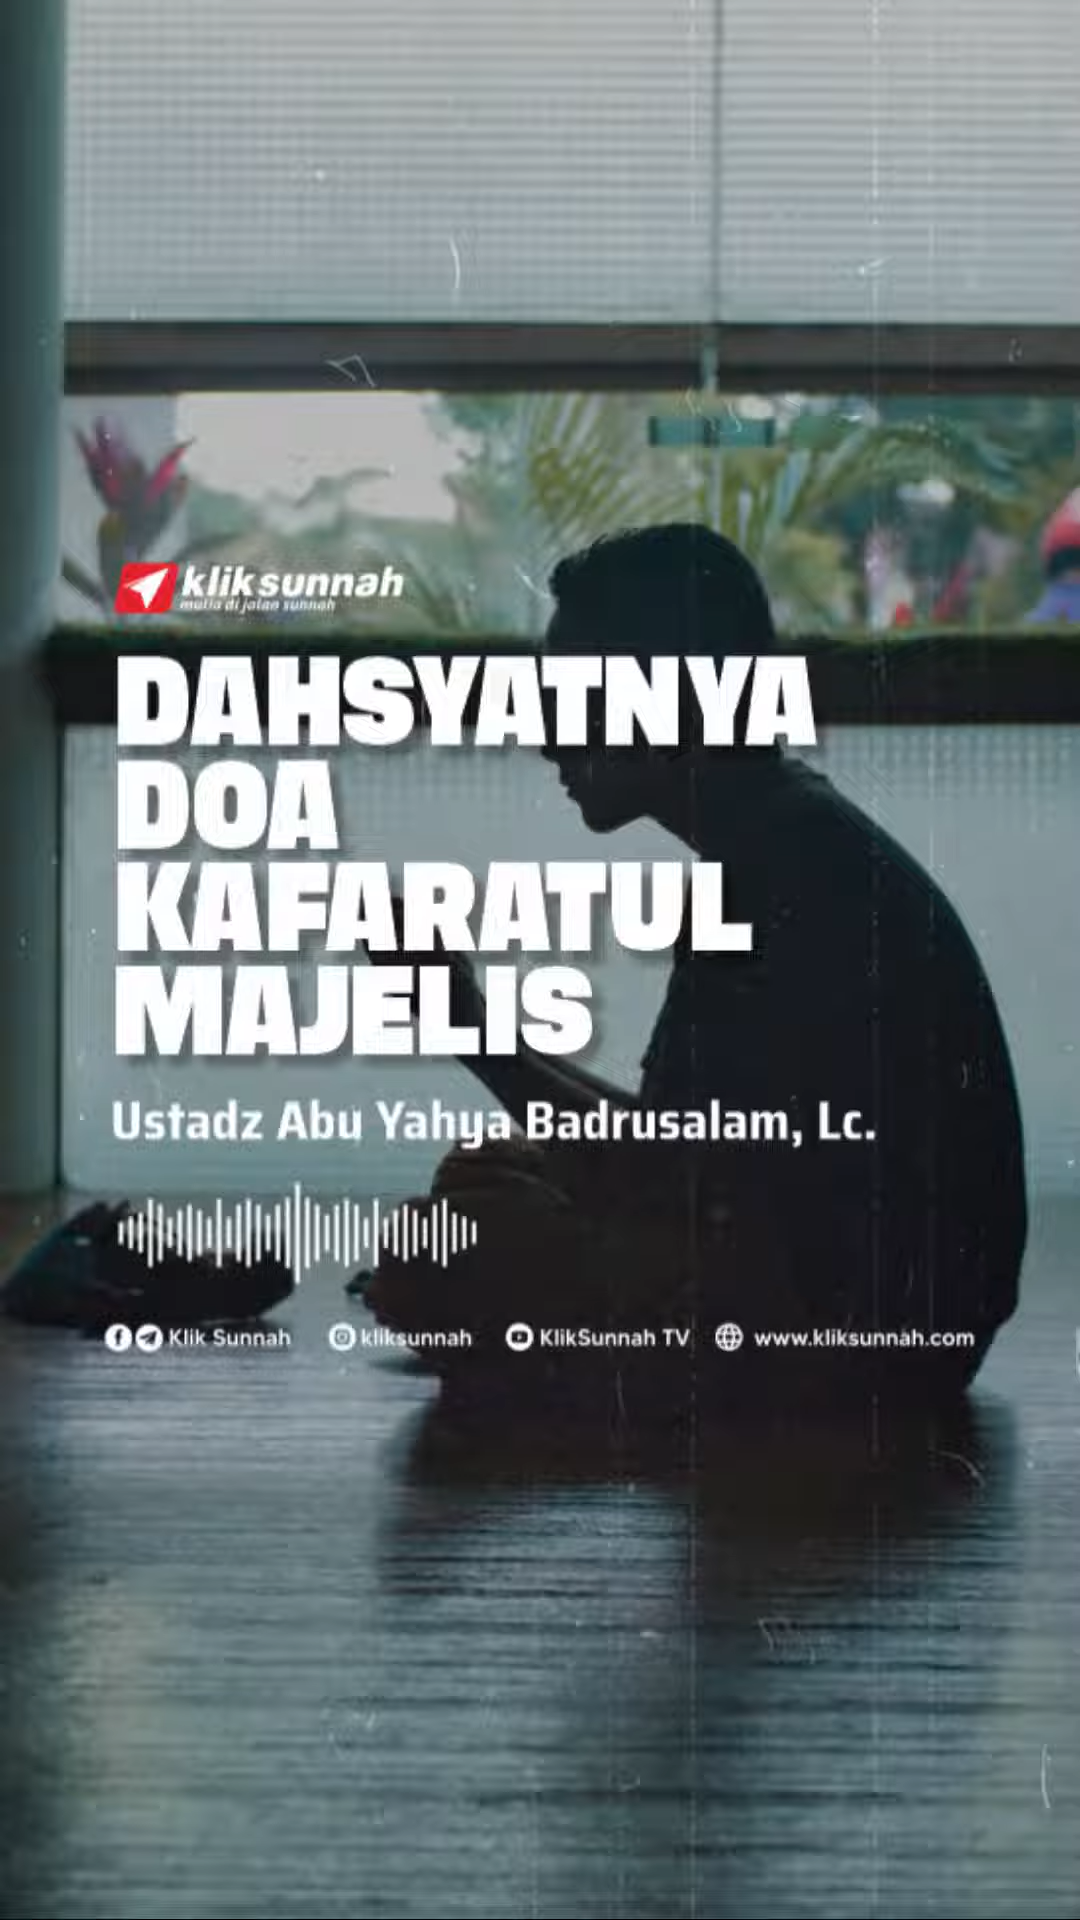 kliksunnah
mulia di jalan sunnah
DAHSYATNYA
DOA
KAFARATUL
MAJELIS
Ustadz Abu Yahya Badrusalam, Lc.
Klik Sunnah kliksunnah KlikSunnah TV www.kliksunnah.com